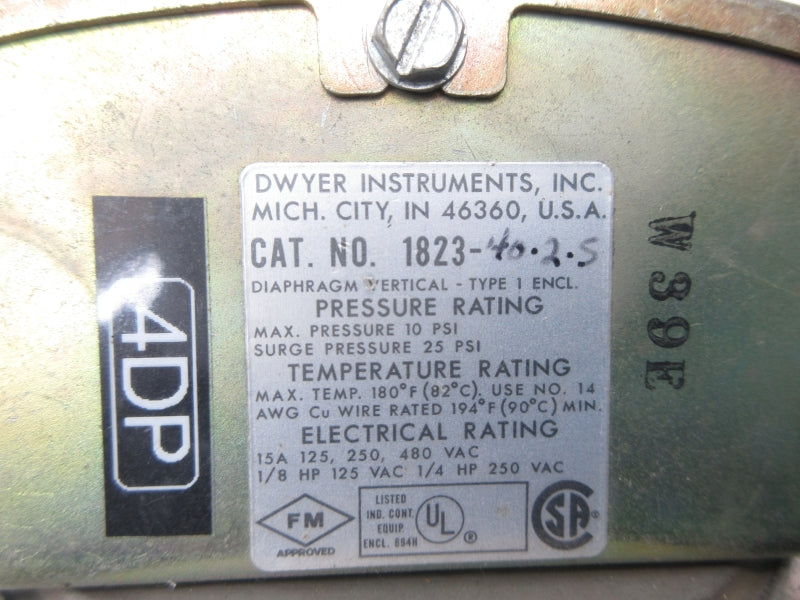 DWYER INSTRUMENTS, INC.
MICH. CITY, IN 46360, U.S.A.
CAT. NO. 1823-40.2.S
DIAPHRAGM VERTICAL - TYPE 1 ENCL.
PRESSURE RATING
MAX. PRESSURE 10 PSI
SURGE PRESSURE 25 PSI
TEMPERATURE RATING
MAX. TEMP. 180°F (82°C). USE NO. 14
AWG Cu WIRE RATED 194°F (90°C) MIN.
ELECTRICAL RATING
15A 125, 250, 480 VAC
1/8 HP 125 VAC 1/4 HP 250 VAC
FM
APPROVED
LISTED
IND. CONT.
EQUIP.
ENCL. 894H
UL®
SA®
4DP
W39E